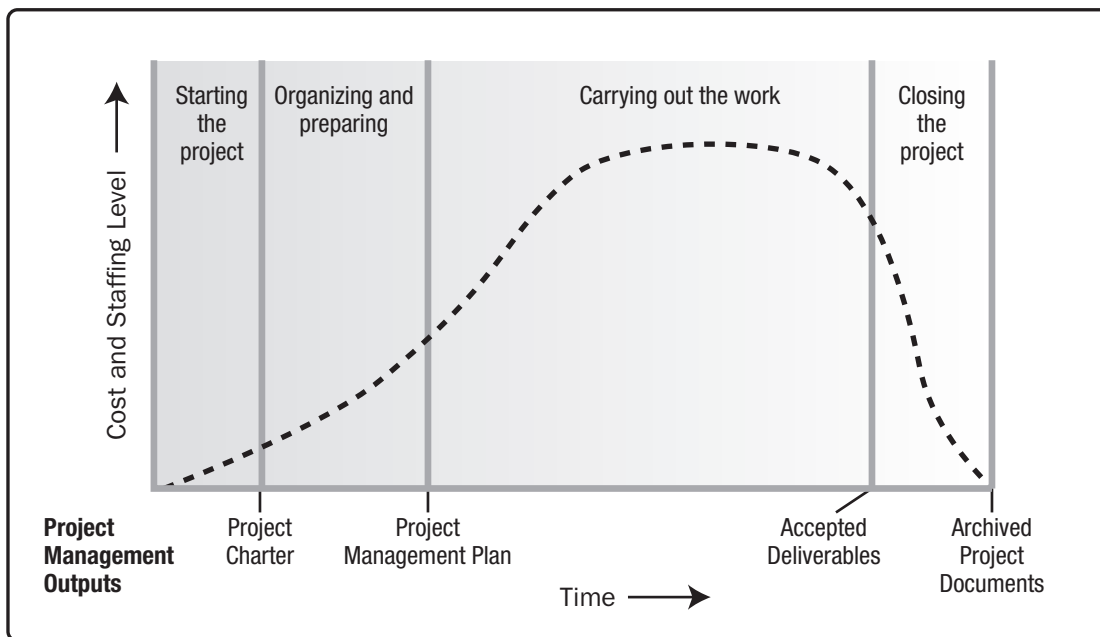 Starting
the
project
Organizing and
preparing
Carrying out the work
Closing
the
project
Cost and Staffing Level
Project
Management
Outputs
Project
Charter
Project
Management Plan
Accepted
Deliverables
Archived
Project
Documents
Time